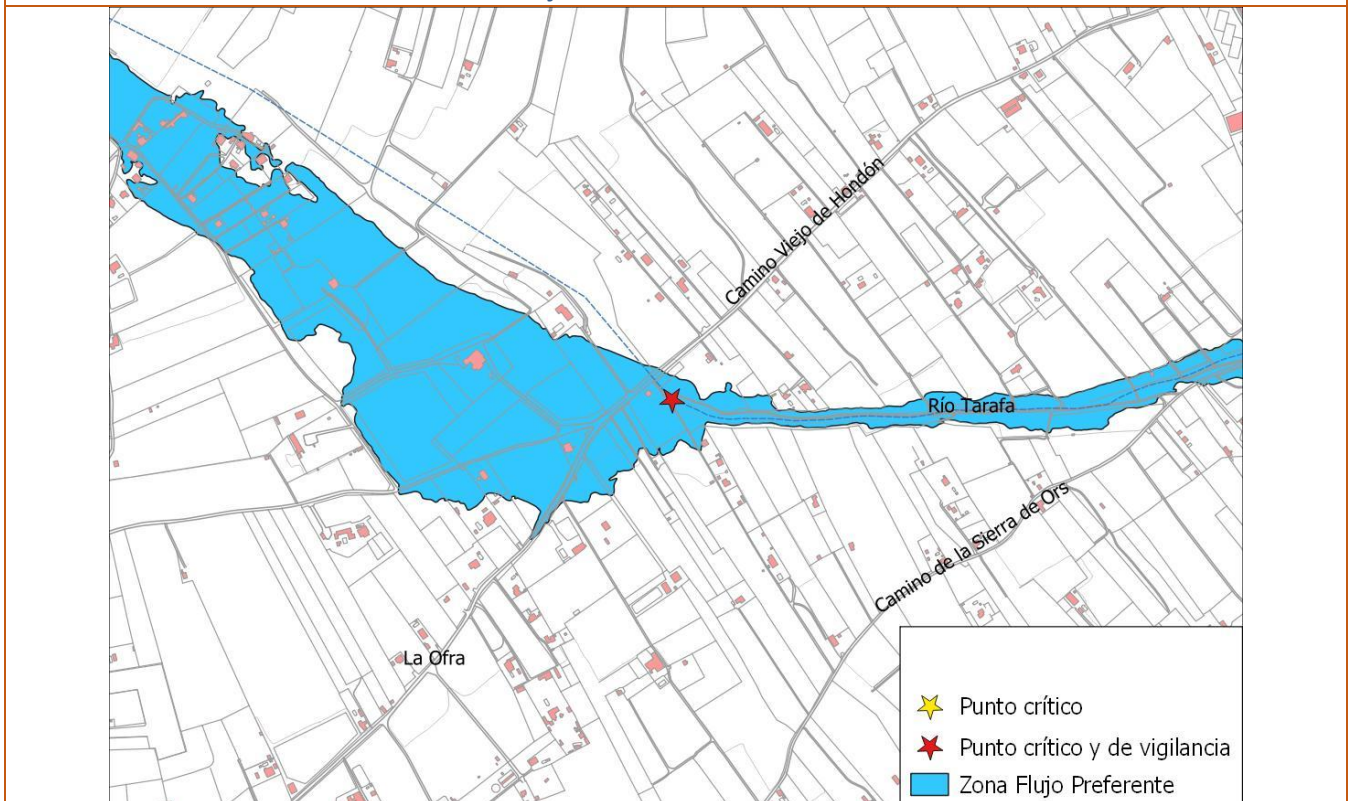 Camino Viejo de Hondón
Río Tarafa
Camino de la Sierra de Ors
La Ofra
Punto crítico
Punto crítico y de vigilancia
Zona Flujo Preferente